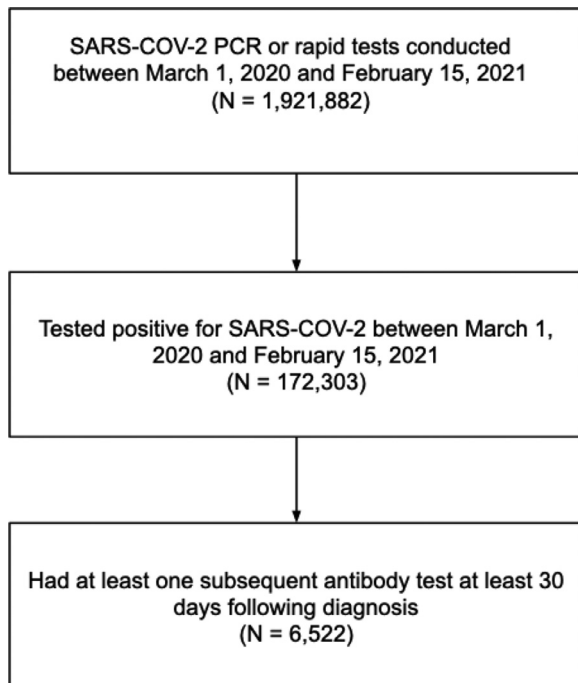 SARS-COV-2 PCR or rapid tests conducted
between March 1, 2020 and February 15, 2021
(N = 1,921,882)
Tested positive for SARS-COV-2 between March 1,
2020 and February 15, 2021
(N = 172,303)
Had at least one subsequent antibody test at least 30
days following diagnosis
(N = 6,522)